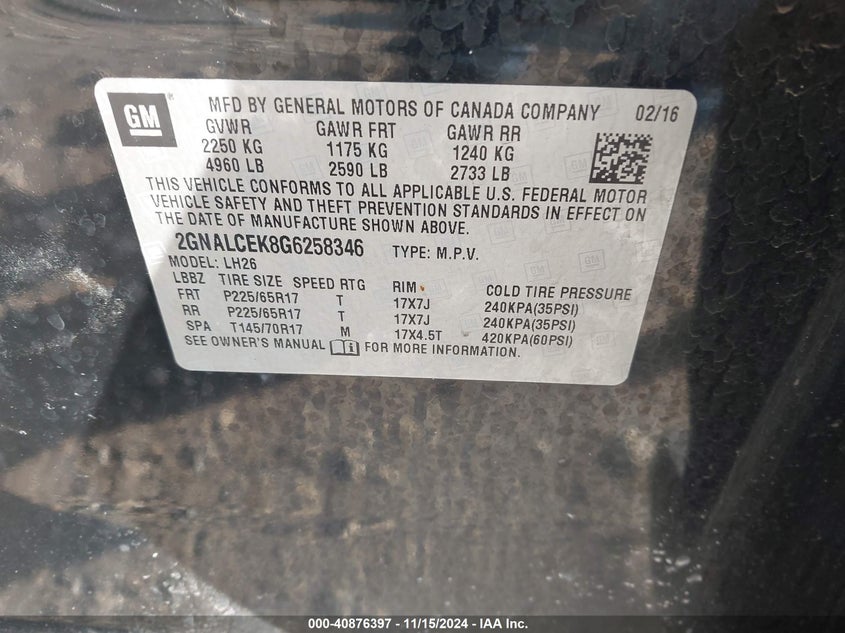 GM
MFD BY GENERAL MOTORS OF CANADA COMPANY 02/16
GVWR GAWR FRT GAWR RR
2250 KG 1175 KG 1240 KG
4960 LB 2590 LB 2733 LB
THIS VEHICLE CONFORMS TO ALL APPLICABLE U.S. FEDERAL MOTOR
VEHICLE SAFETY AND THEFT PREVENTION STANDARDS IN EFFECT ON
THE DATE OF MANUFACTURE SHOWN ABOVE.
2GNALCEK8G6258346 TYPE: M.P.V.
MODEL: LH26
LBBZ TIRE SIZE SPEED RTG RIM COLD TIRE PRESSURE
FRT P225/65R17 T 17X7J 240KPA(35PSI)
RR P225/65R17 T 17X7J 240KPA(35PSI)
SPA T145/70R17 M 17X4.5T 420KPA(60PSI)
SEE OWNER'S MANUAL FOR MORE INFORMATION.
000-40876397 - 11/15/2024 - IAA Inc.